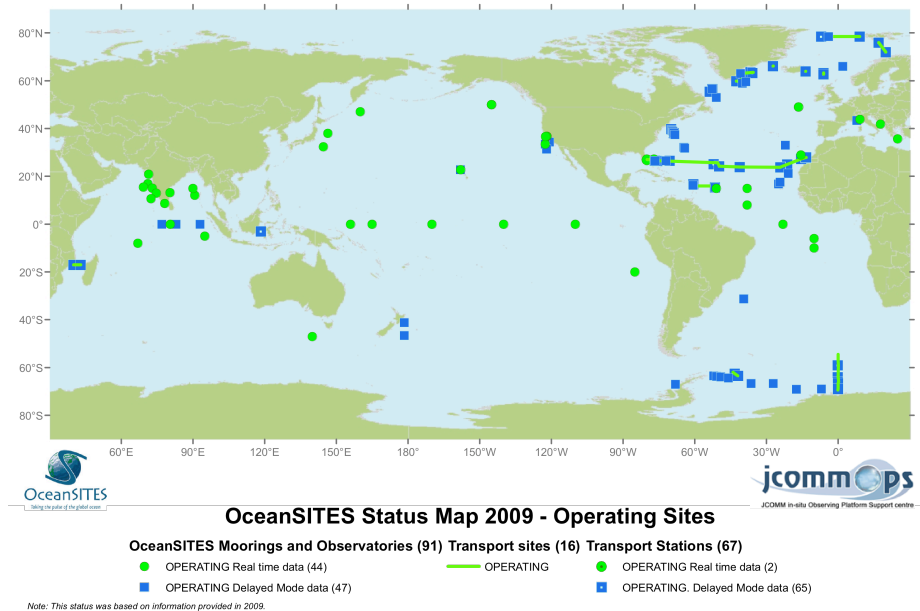 80°N
60°N
40°N
20°N
0°
20°S
40°S
60°S
80°S
60°E 90°E 120°E 150°E 180°E 150°W 120°W 90°W 60°W 30°W 0°
OceanSITES
Taking the pulse of the global ocean
jcommops
JCOMM in-situ Observing Platform Support centre
OceanSITES Status Map 2009 - Operating Sites
OceanSITES Moorings and Observatories (91) Transport sites (16) Transport Stations (67)
OPERATING Real time data (44) OPERATING OPERATING Real time data (2)
OPERATING Delayed Mode data (47) OPERATING. Delayed Mode data (65)
Note: This status was based on information provided in 2009.